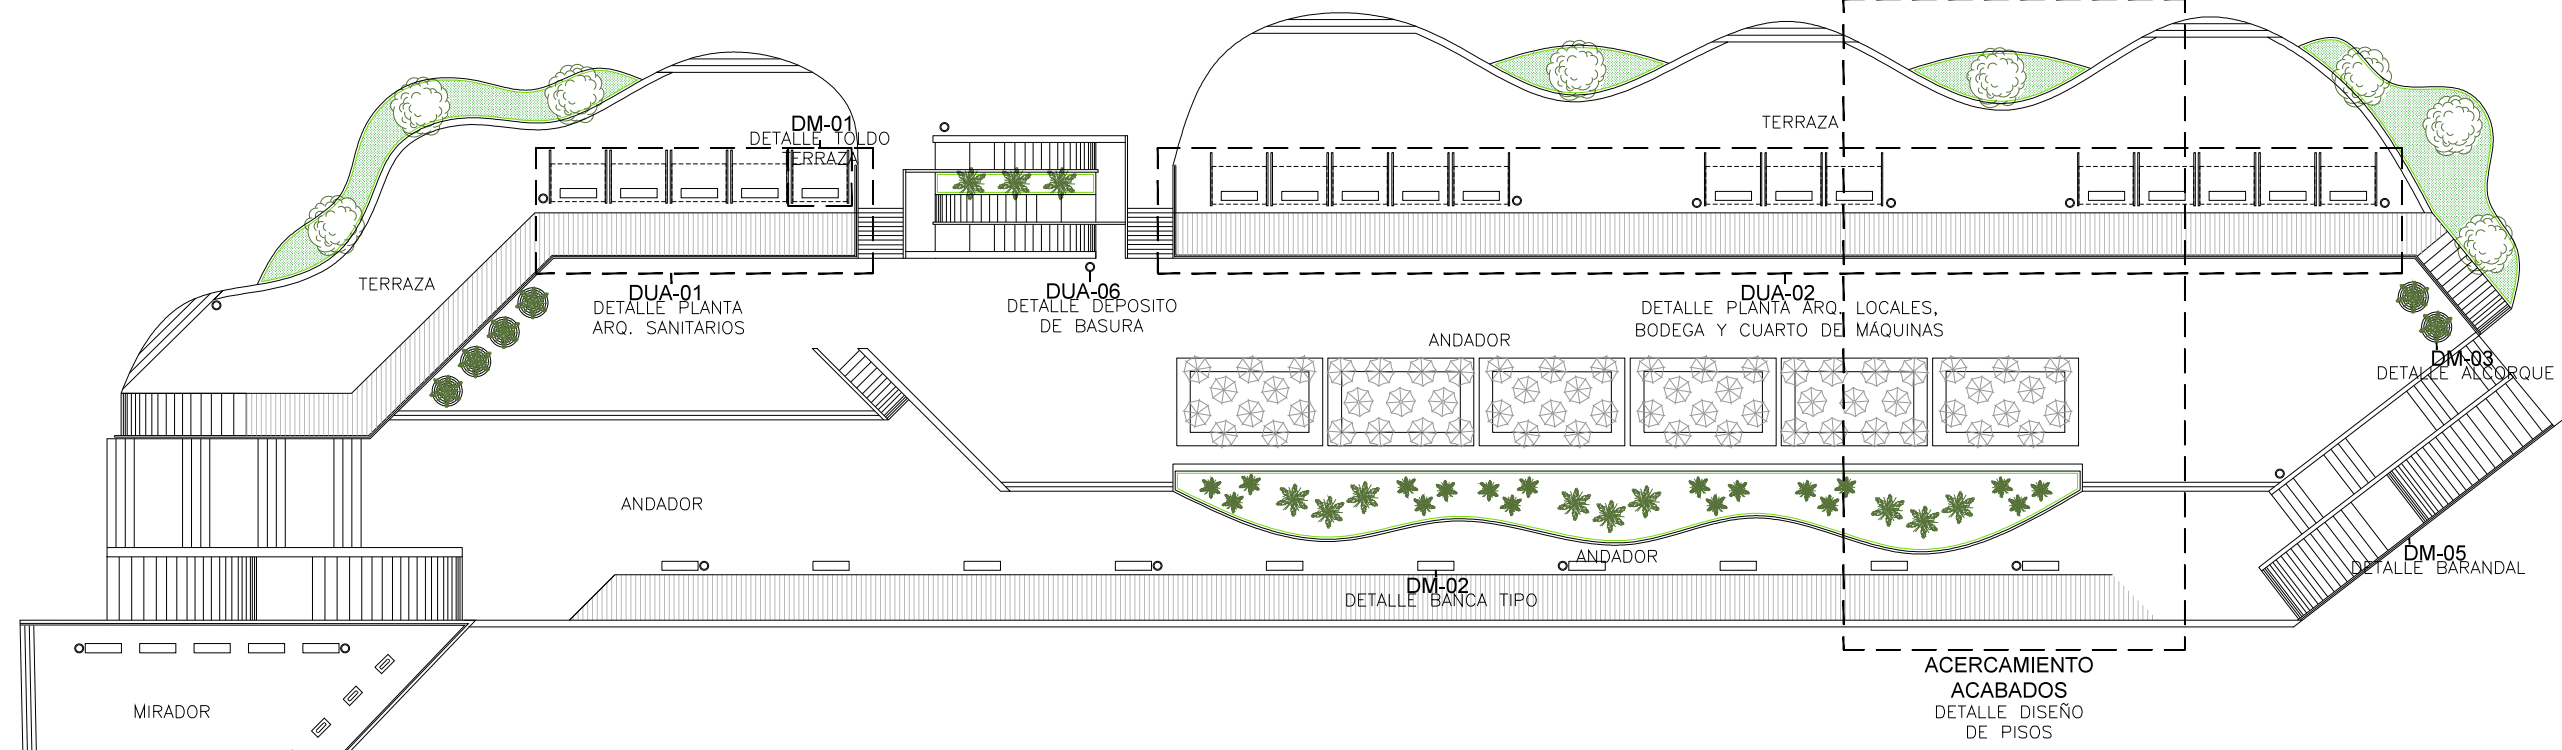 DM-01
DETALLE TOLDO
TERRAZA
TERRAZA
TERRAZA
DUA-01
DETALLE PLANTA
ARQ. SANITARIOS
DUA-06
DETALLE DEPOSITO
DE BASURA
DUA-02
DETALLE PLANTA ARQ. LOCALES,
BODEGA Y CUARTO DE MÁQUINAS
ANDADOR
DM-03
DETALLE ALCORQUE
ANDADOR
ANDADOR
DM-02
DETALLE BANCA TIPO
DM-05
DETALLE BARANDAL
MIRADOR
ACERCAMIENTO
ACABADOS
DETALLE DISEÑO
DE PISOS